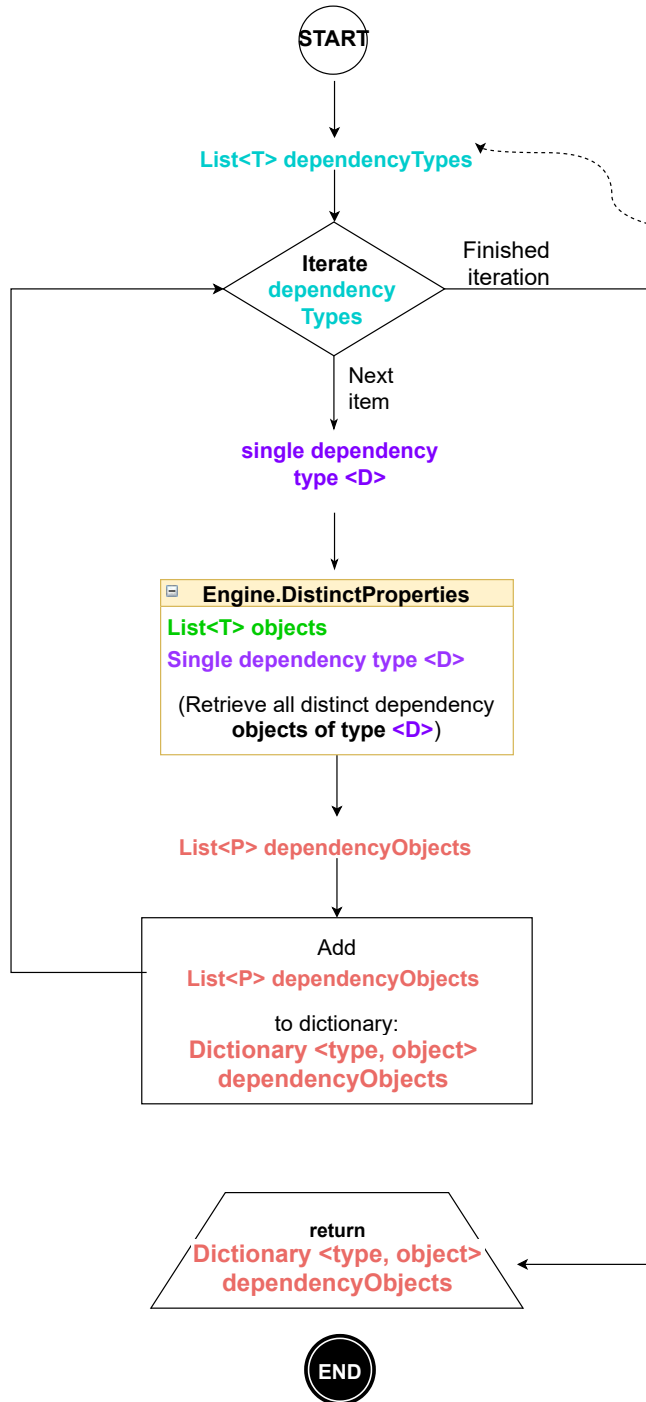 START
List<T> dependencyTypes
Iterate
dependency
Types
Finished
iteration
Next
item
single dependency
type <D>
Engine.DistinctProperties
List<T> objects
Single dependency type <D>
(Retrieve all distinct dependency
objects of type <D>)
List<P> dependencyObjects
Add
List<P> dependencyObjects
to dictionary:
Dictionary <type, object>
dependencyObjects
return
Dictionary <type, object>
dependencyObjects
END